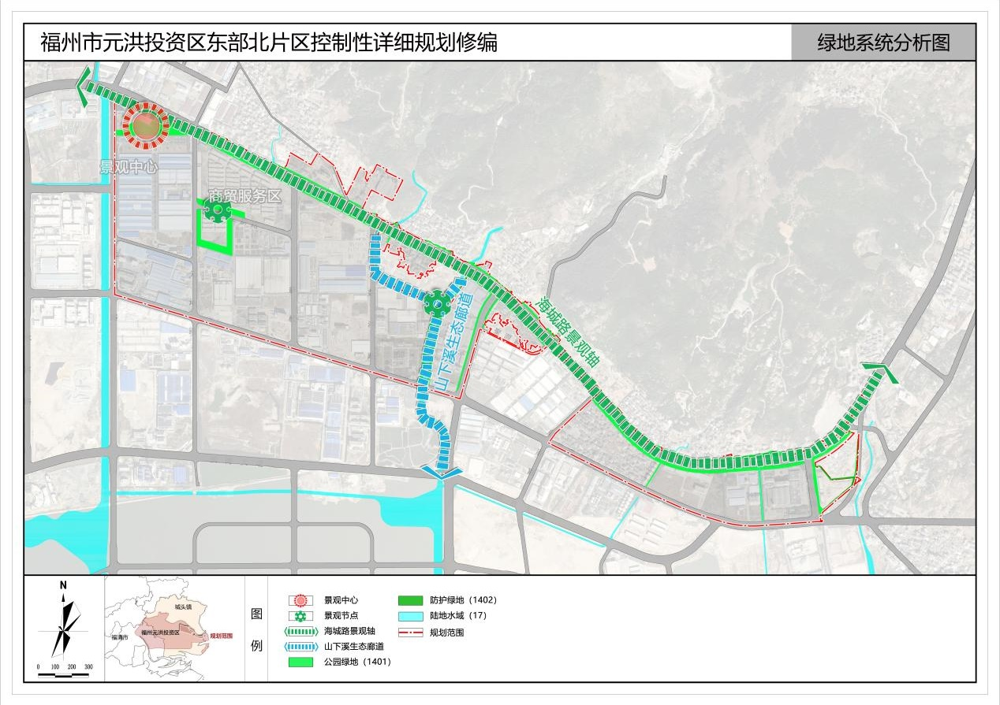 福州市元洪投资区东部北片区控制性详细规划修编
绿地系统分析图
景观中心
商贸服务区
海城路景观轴
山下溪生态廊道
N
0 100 200 300
城头镇
福清市
福州元洪投资区
规划范围
图例
景观中心
景观节点
海城路景观轴
山下溪生态廊道
公园绿地（1401）
防护绿地（1402）
陆地水域（17）
规划范围